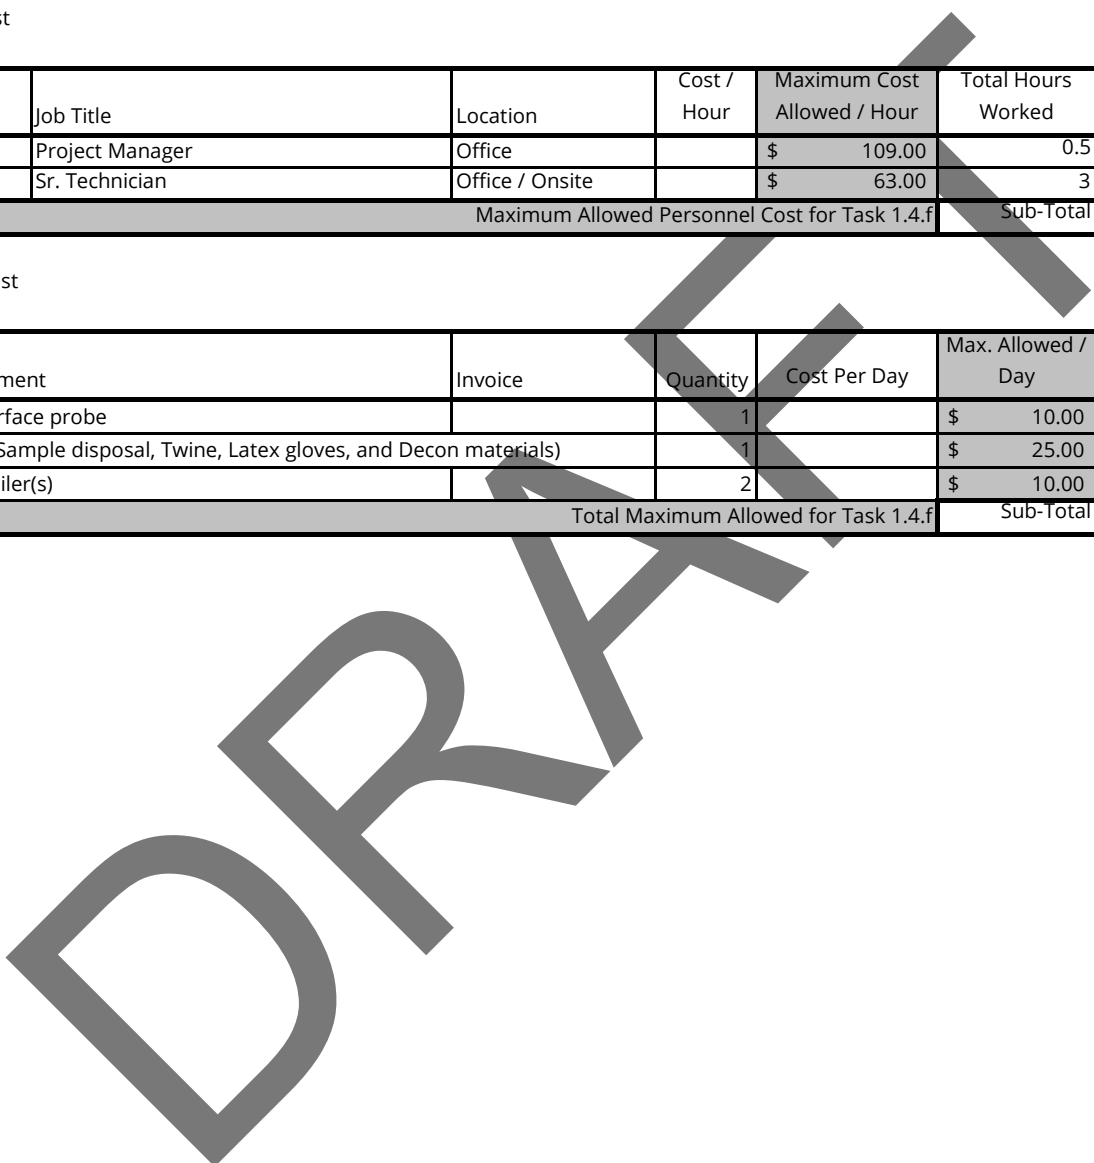 st
Cost / Maximum Cost Total Hours
Job Title Location Hour Allowed / Hour Worked
Project Manager Office $ 109.00 0.5
Sr. Technician Office / Onsite $ 63.00 3
Maximum Allowed Personnel Cost for Task 1.4.f Sub-Total
st
Max. Allowed /
ment Invoice Quantity Cost Per Day Day
rface probe 1 $ 10.00
Sample disposal, Twine, Latex gloves, and Decon materials) 1 $ 25.00
iler(s) 2 $ 10.00
Total Maximum Allowed for Task 1.4.f Sub-Total
DRAFT